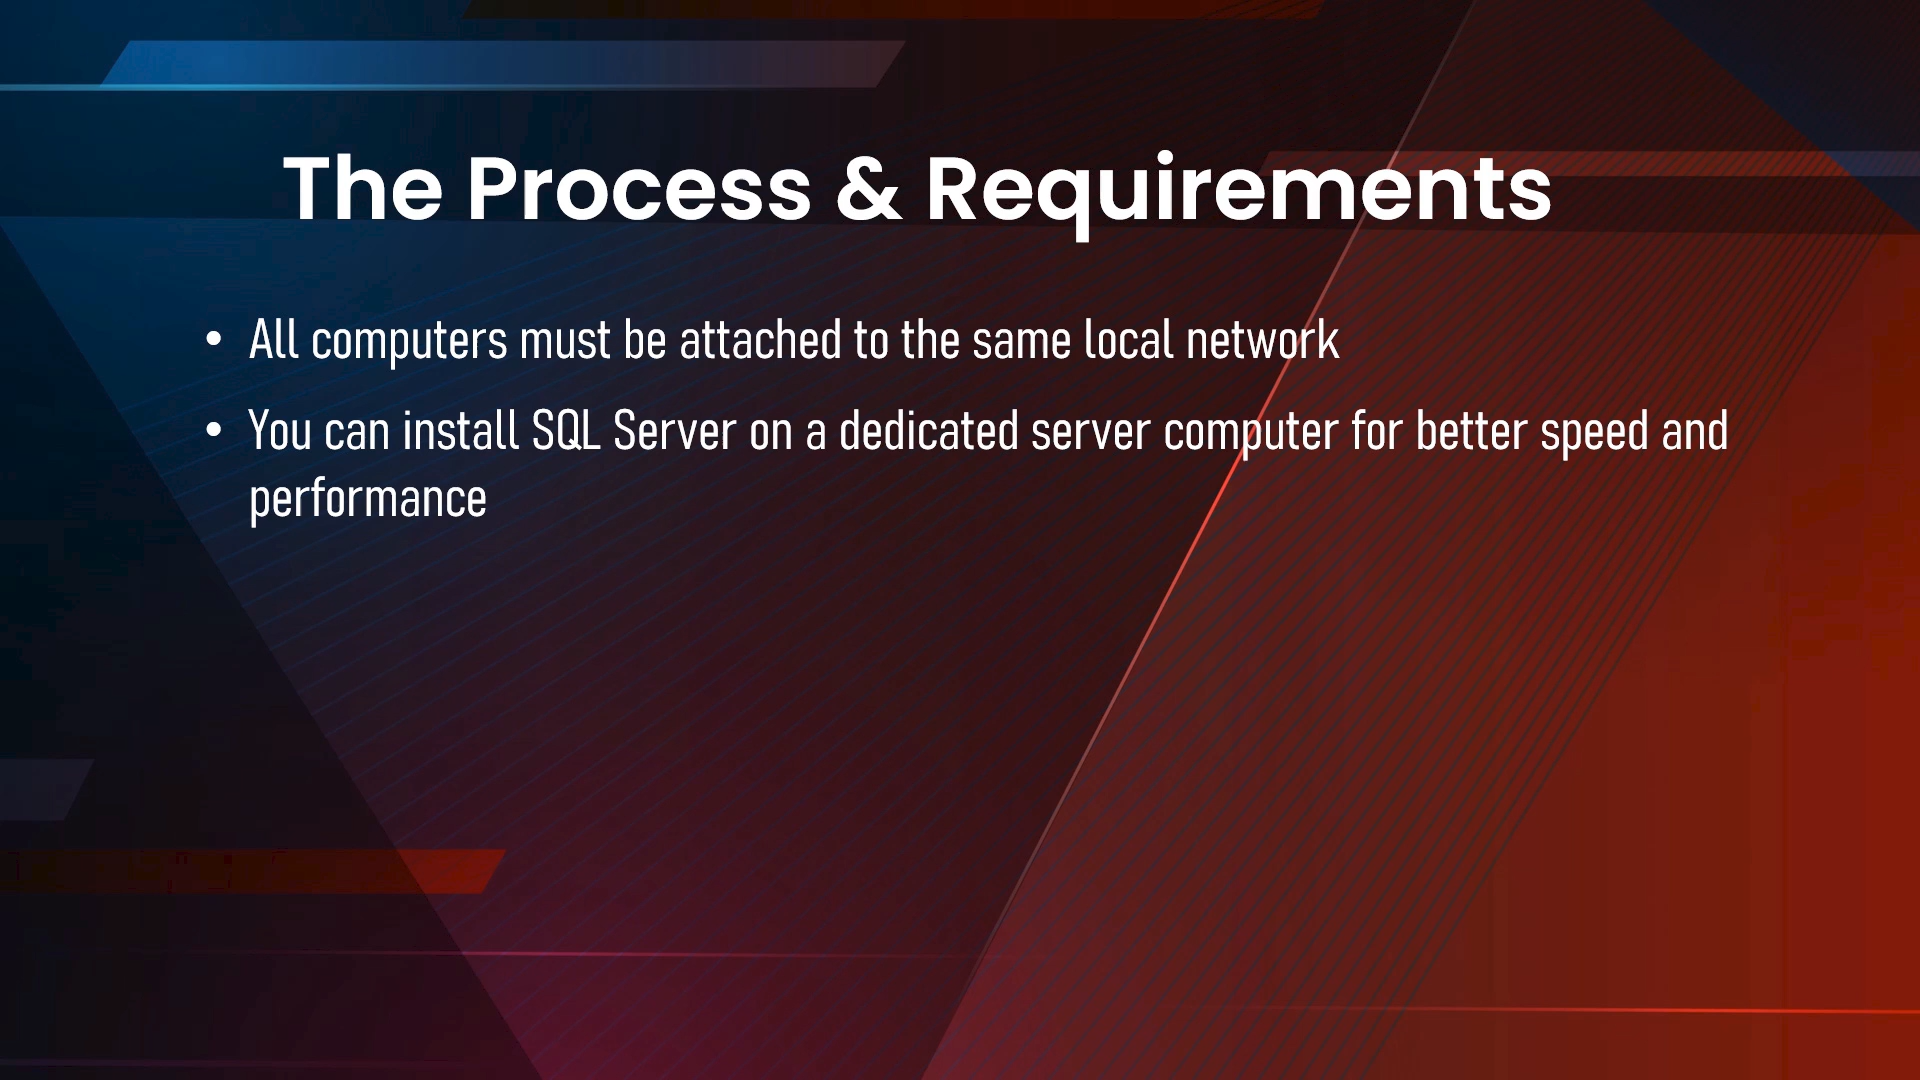 The Process & Requirements
• All computers must be attached to the same local network
• You can install SQL Server on a dedicated server computer for better speed and
performance